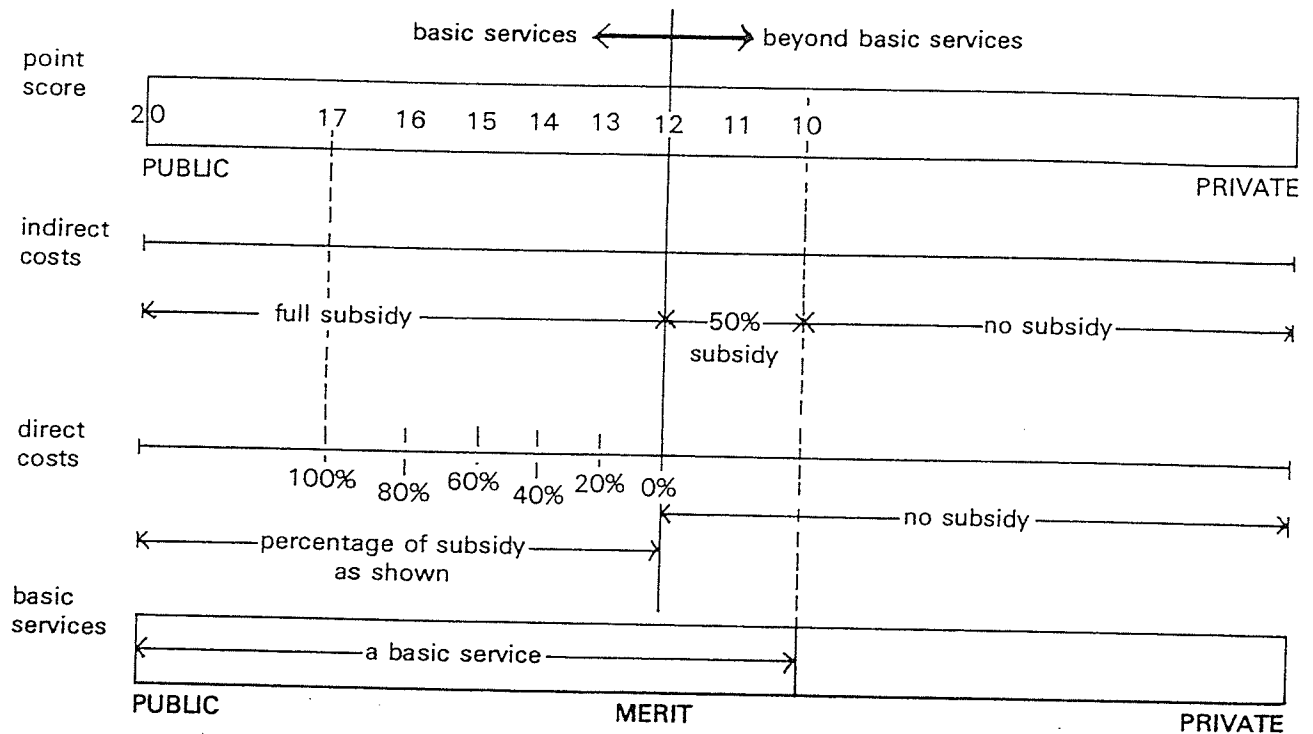 basic services beyond basic services
point
score
20 17 16 15 14 13 12 11 10
PUBLIC
PRIVATE
indirect
costs
full subsidy 50% no subsidy
subsidy
direct
costs
100% 80% 60% 40% 20% 0%
no subsidy
percentage of subsidy
as shown
basic
services
a basic service
PUBLIC MERIT PRIVATE